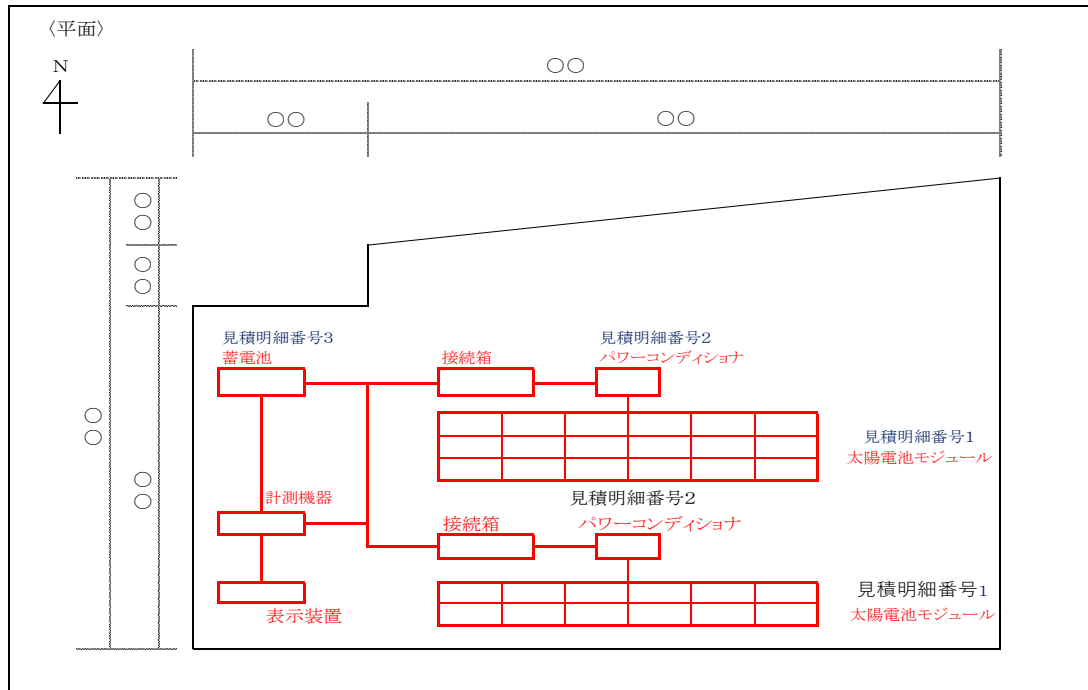 〈平面〉
N
○○
○○
○○
○○
○○
○○
○○
見積明細番号3
蓄電池
接続箱
見積明細番号2
パワーコンディショナ
見積明細番号1
太陽電池モジュール
計測機器
見積明細番号2
接続箱
パワーコンディショナ
見積明細番号1
太陽電池モジュール
表示装置